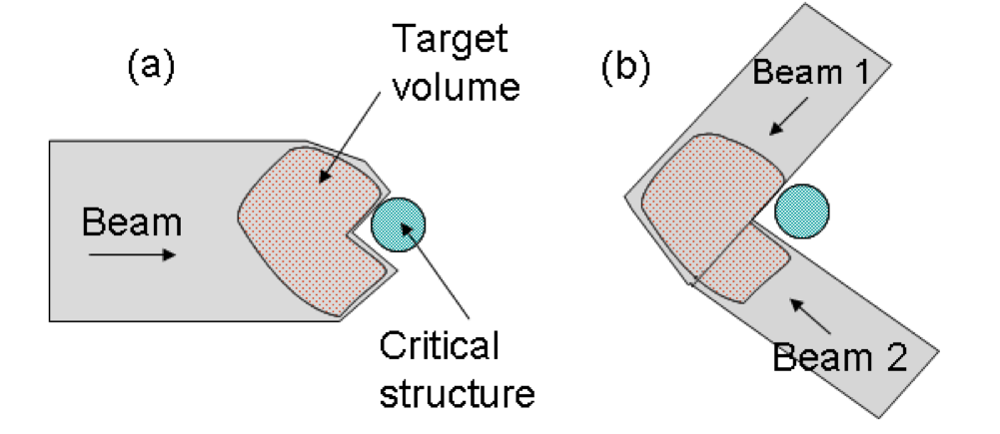 (a)
Target
volume
Beam
Critical
structure
(b)
Beam 1
Beam 2